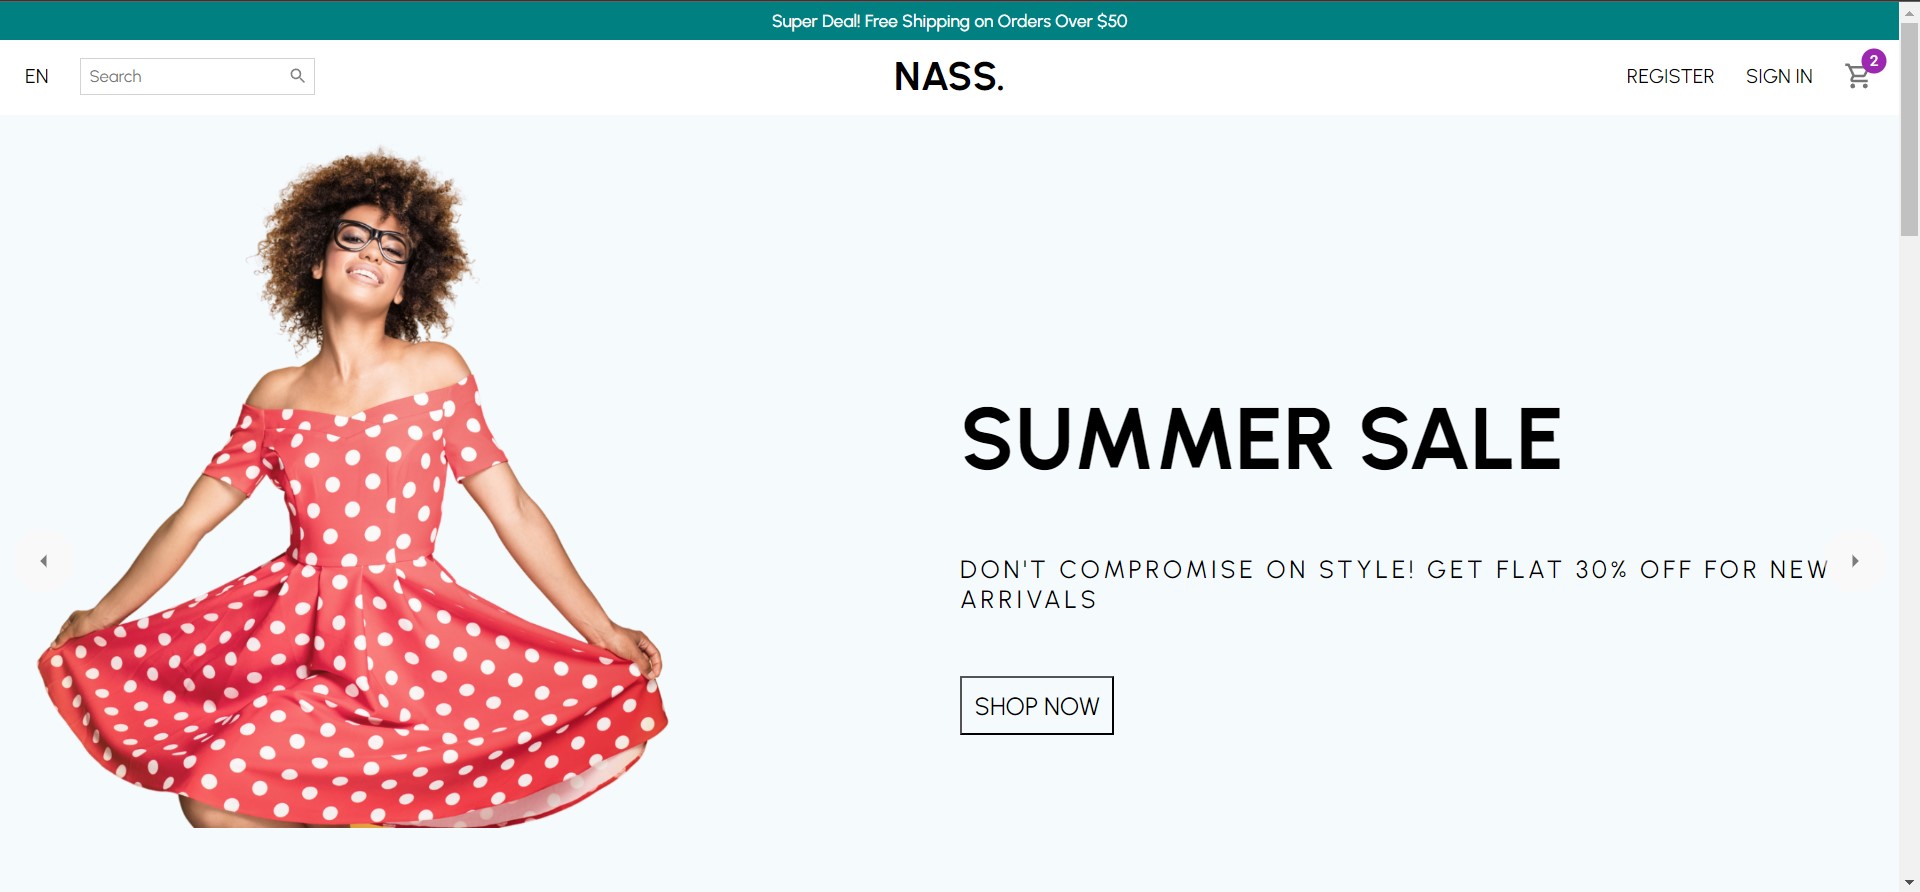 Super Deal! Free Shipping on Orders Over $50
EN
Search
NASS.
REGISTER
SIGN IN
2
SUMMER SALE
DON'T COMPROMISE ON STYLE! GET FLAT 30% OFF FOR NEW
ARRIVALS
SHOP NOW